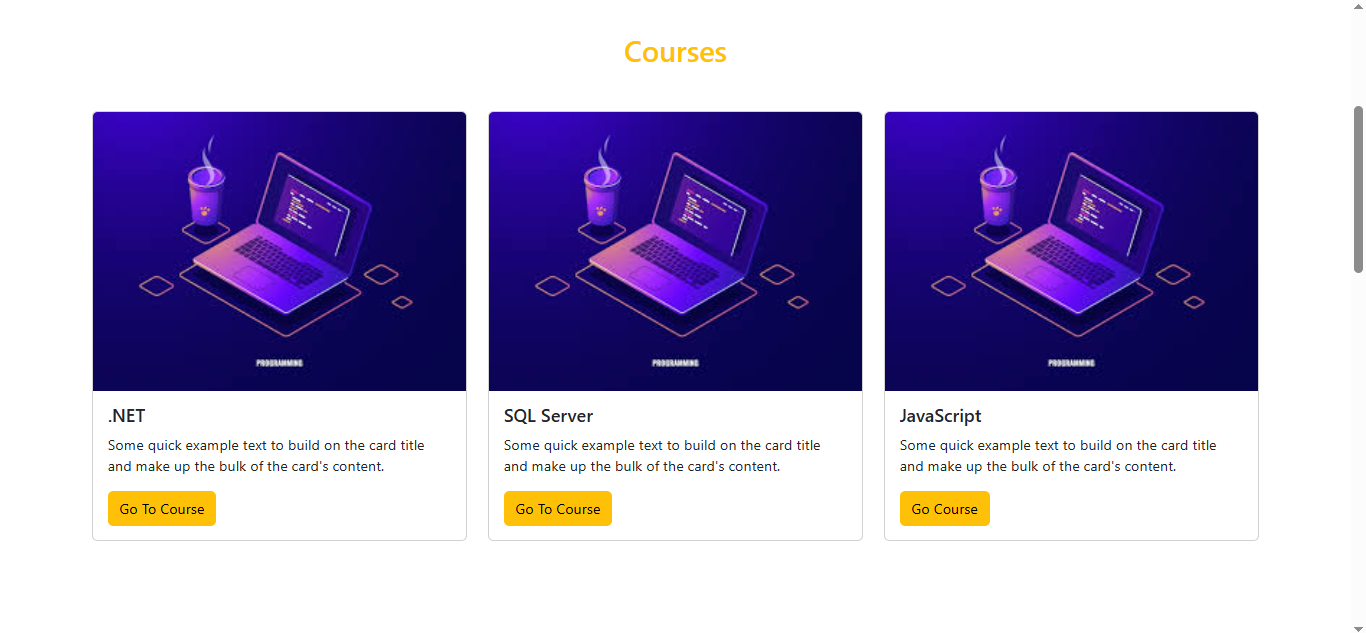 Courses
PROGRAMMING
PROGRAMMING
PROGRAMMING
.NET
Some quick example text to build on the card title
and make up the bulk of the card's content.
Go To Course
SQL Server
Some quick example text to build on the card title
and make up the bulk of the card's content.
Go To Course
JavaScript
Some quick example text to build on the card title
and make up the bulk of the card's content.
Go Course